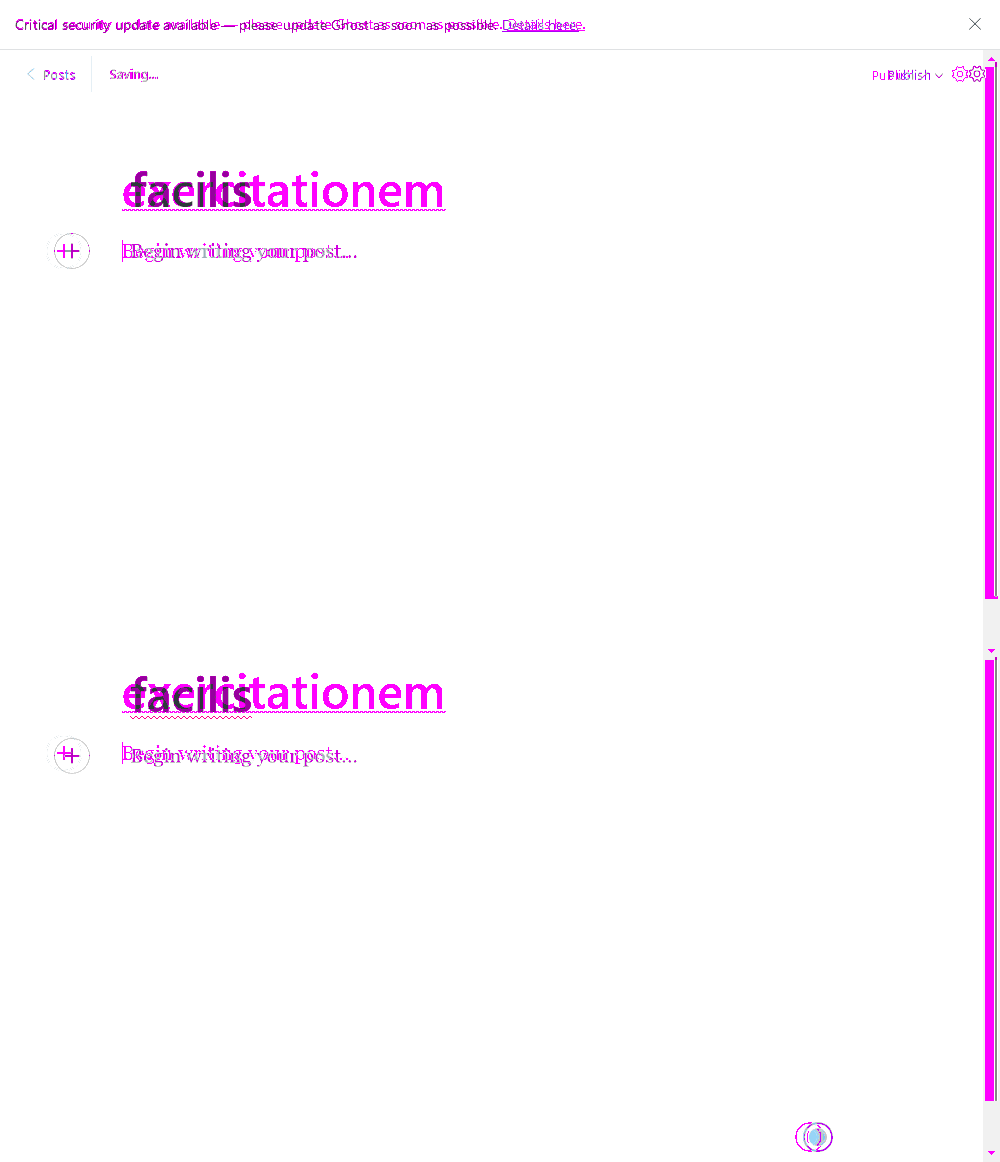 Critical security update available — please update Ghost as soon as possible. Details here.
Posts
Saving...
Publish
facilis
exercitationem
Begin writing your post...
facilis
exercitationem
Begin writing your post...